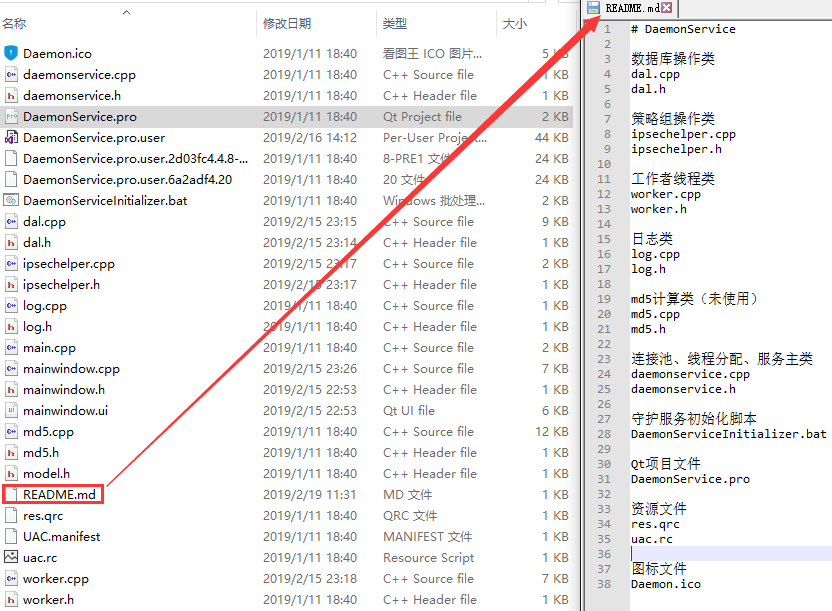 名称 修改日期 类型 大小
Daemon.ico 2019/1/11 18:40 看图王 ICO 图片... 5 KB
daemonservice.cpp 2019/1/11 18:40 C++ Source file 1 KB
daemonservice.h 2019/1/11 18:40 C++ Header file 1 KB
DaemonService.pro 2019/1/11 18:40 Qt Project file 2 KB
DaemonService.pro.user 2019/2/16 14:12 Per-User Project... 44 KB
DaemonService.pro.user.2d03fc4.4.8-... 2019/1/11 18:40 8-PRE1 文件 24 KB
DaemonService.pro.user.6a2adf4.20 2019/1/11 18:40 20 文件 24 KB
DaemonServiceInitializer.bat 2019/1/11 18:40 Windows 批处理... 2 KB
dal.cpp 2019/2/15 23:15 C++ Source file 9 KB
dal.h 2019/2/15 23:14 C++ Header file 1 KB
ipsechelper.cpp 2019/2/15 23:17 C++ Source file 2 KB
ipsechelper.h 2019/2/15 23:17 C++ Header file 1 KB
log.cpp 2019/1/11 18:40 C++ Source file 1 KB
log.h 2019/1/11 18:40 C++ Header file 1 KB
main.cpp 2019/1/11 18:40 C++ Source file 2 KB
mainwindow.cpp 2019/2/15 23:26 C++ Source file 7 KB
mainwindow.h 2019/2/15 22:53 C++ Header file 1 KB
mainwindow.ui 2019/2/15 22:53 Qt UI file 6 KB
md5.cpp 2019/1/11 18:40 C++ Source file 12 KB
md5.h 2019/1/11 18:40 C++ Header file 1 KB
model.h 2019/1/11 18:40 C++ Header file 1 KB
README.md 2019/2/19 11:31 MD 文件 1 KB
res.qrc 2019/1/11 18:40 QRC 文件 1 KB
UAC.manifest 2019/1/11 18:40 MANIFEST 文件 1 KB
uac.rc 2019/1/11 18:40 Resource Script 1 KB
worker.cpp 2019/2/15 23:18 C++ Source file 7 KB
worker.h 2019/1/11 18:40 C++ Header file 1 KB
README.md
1 # DaemonService
2
3 数据库操作类
4 dal.cpp
5 dal.h
6
7 策略组操作类
8 ipsechelper.cpp
9 ipsechelper.h
10
11 工作者线程类
12 worker.cpp
13 worker.h
14
15 日志类
16 log.cpp
17 log.h
18
19 md5计算类（未使用）
20 md5.cpp
21 md5.h
22
23 连接池、线程分配、服务主类
24 daemonservice.cpp
25 daemonservice.h
26
27 守护服务初始化脚本
28 DaemonServiceInitializer.bat
29
30 Qt项目文件
31 DaemonService.pro
32
33 资源文件
34 res.qrc
35 uac.rc
36
37 图标文件
38 Daemon.ico